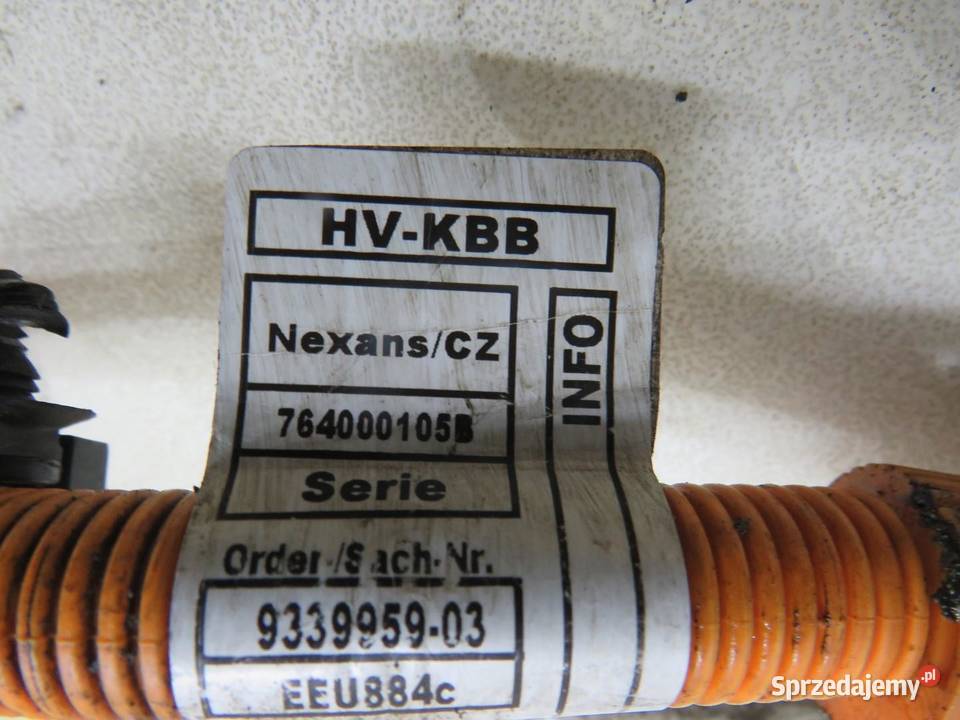 HV-KBB
Nexans/CZ
764000105B
Serie
INFO
Order-/Sach-Nr.
9339959-03
EEU884c
Sprzedajemy.pl